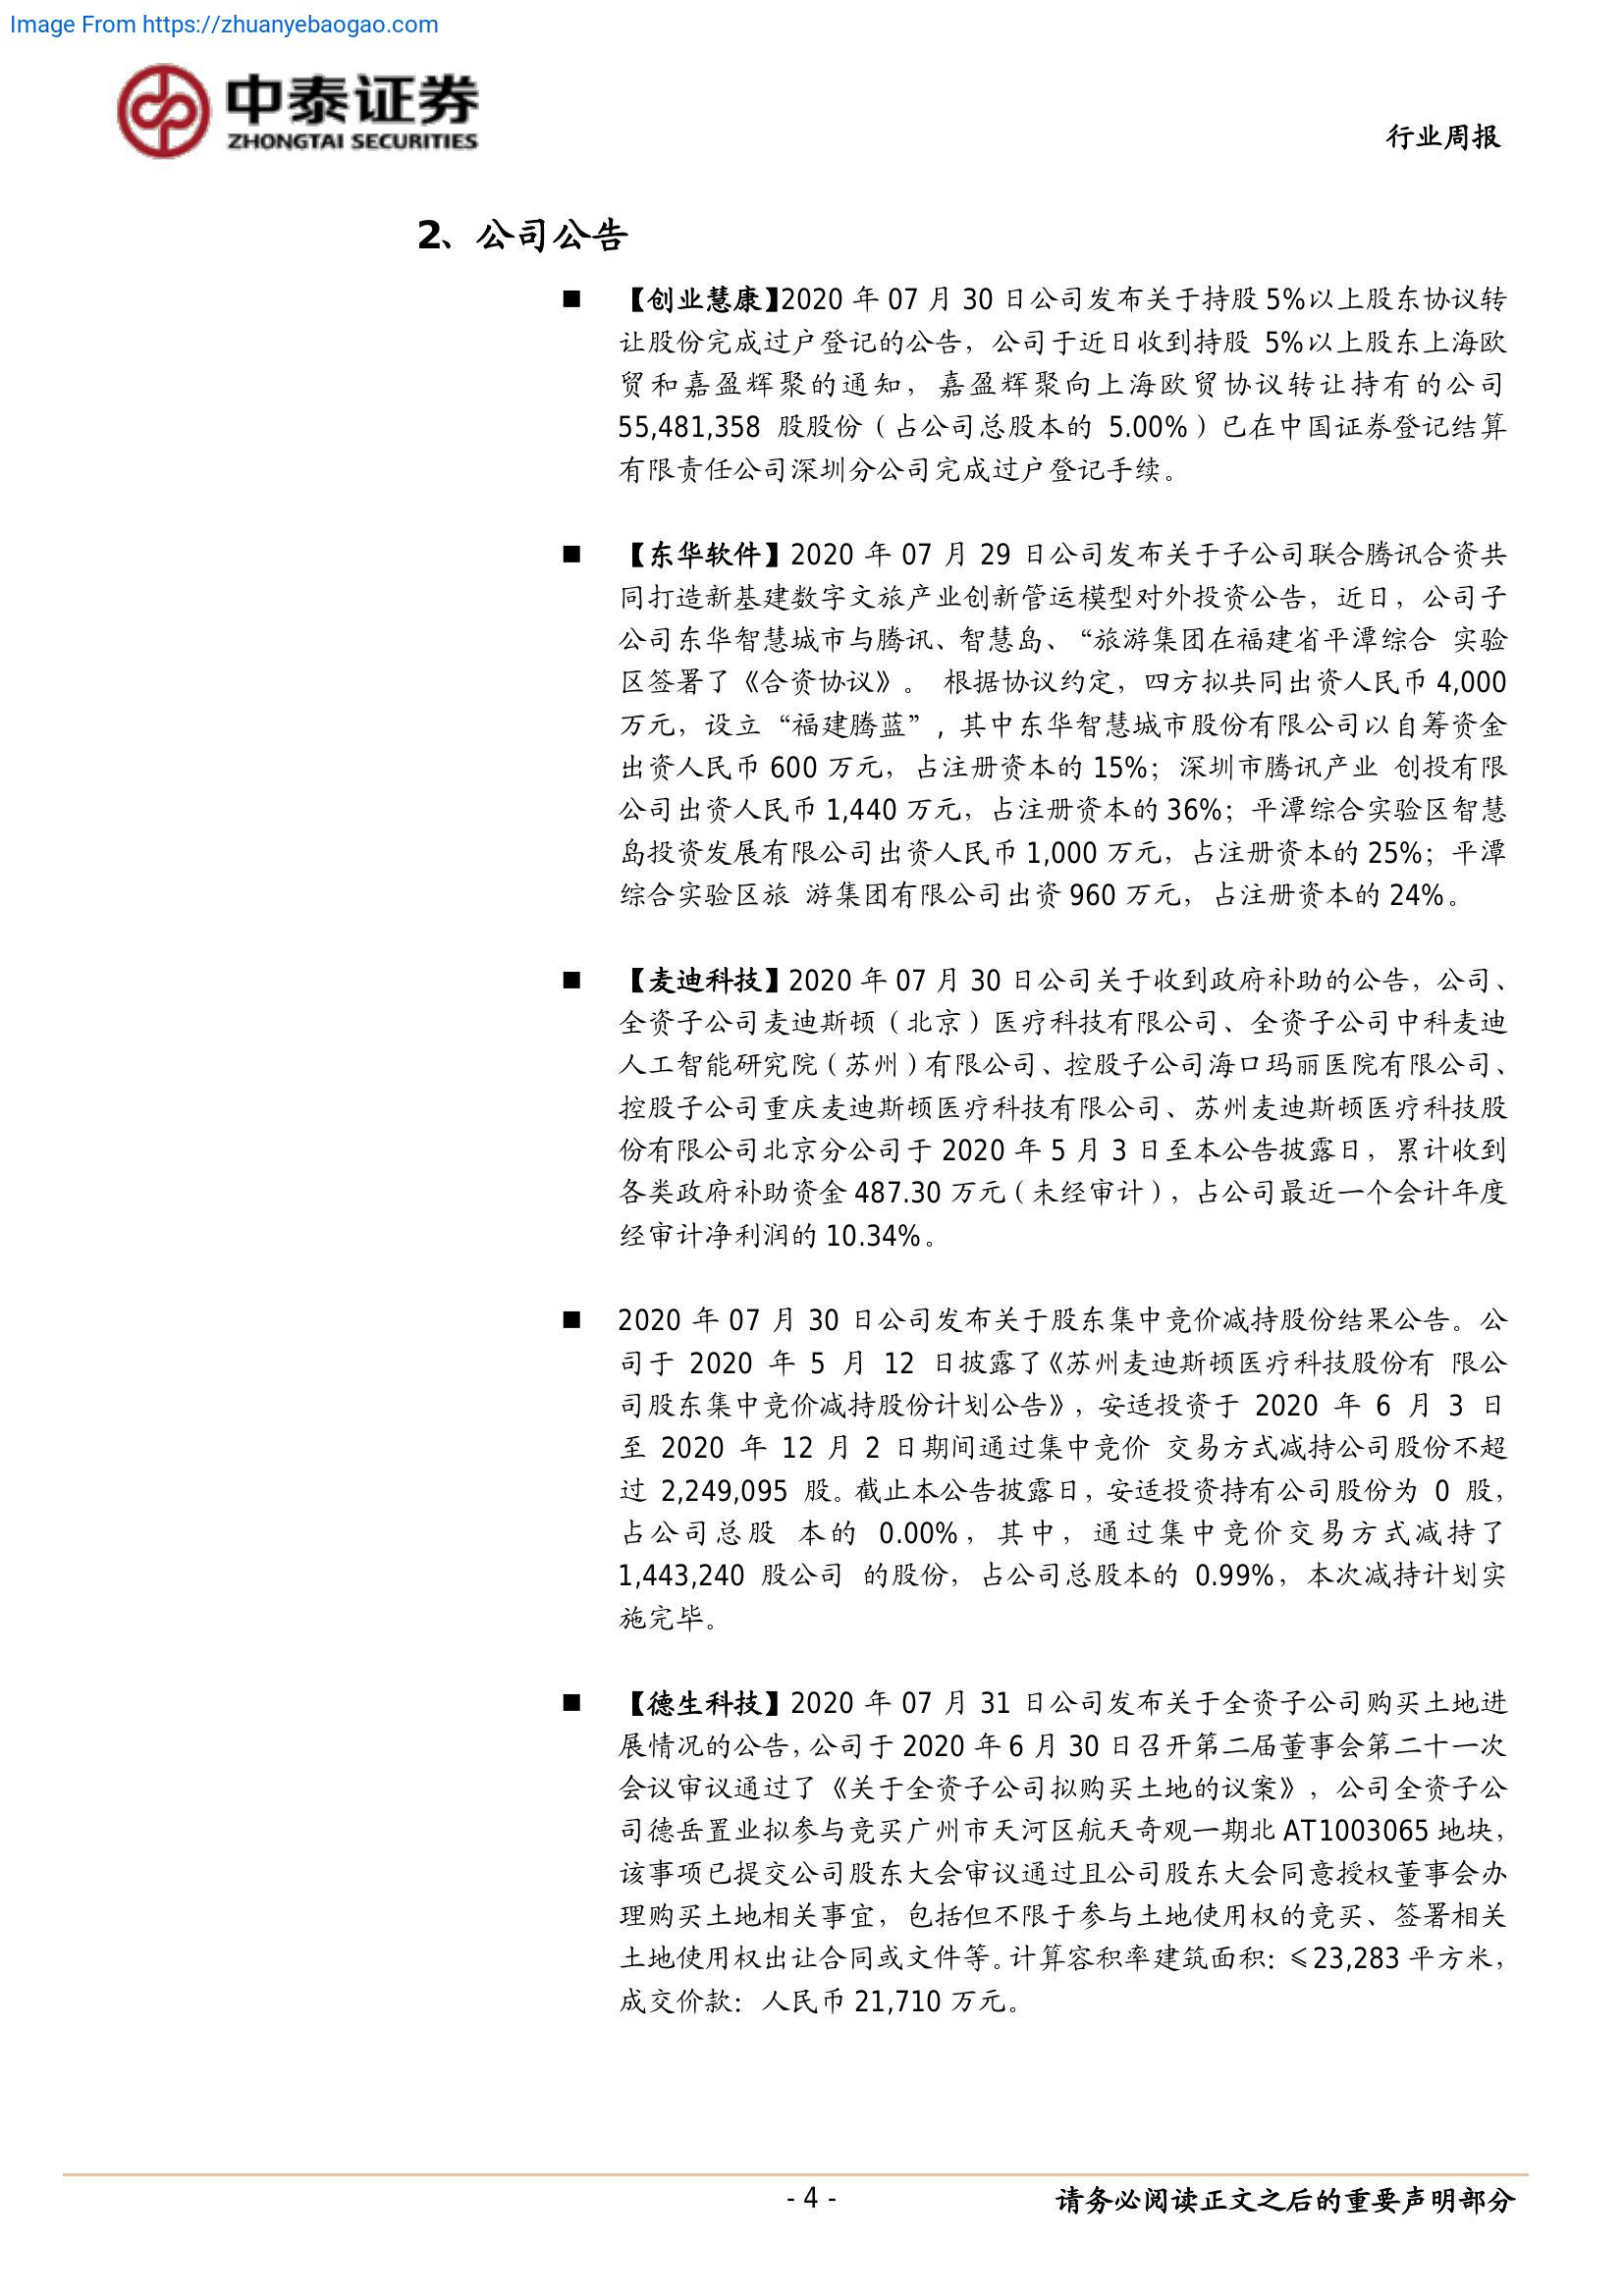 Image From https://zhuanyebaogao.com
中泰证券
ZHONGTAI SECURITIES
行业周报
2、公司公告
■ 【创业慧康】2020 年 07 月 30 日公司发布关于持股 5%以上股东协议转
让股份完成过户登记的公告，公司于近日收到持股 5%以上股东上海欧
贸和嘉盈辉聚的通知，嘉盈辉聚向上海欧贸协议转让持有的公司
55,481,358 股股份（占公司总股本的 5.00%）已在中国证券登记结算
有限责任公司深圳分公司完成过户登记手续。
■ 【东华软件】2020 年 07 月 29 日公司发布关于子公司联合腾讯合资共
同打造新基建数字文旅产业创新管运模型对外投资公告，近日，公司子
公司东华智慧城市与腾讯、智慧岛、“旅游集团在福建省平潭综合 实验
区签署了《合资协议》。 根据协议约定，四方拟共同出资人民币 4,000
万元，设立“福建腾蓝”, 其中东华智慧城市股份有限公司以自筹资金
出资人民币 600 万元，占注册资本的 15%；深圳市腾讯产业 创投有限
公司出资人民币 1,440 万元，占注册资本的 36%；平潭综合实验区智慧
岛投资发展有限公司出资人民币 1,000 万元，占注册资本的 25%；平潭
综合实验区旅 游集团有限公司出资 960 万元，占注册资本的 24%。
■ 【麦迪科技】2020 年 07 月 30 日公司关于收到政府补助的公告，公司、
全资子公司麦迪斯顿（北京）医疗科技有限公司、全资子公司中科麦迪
人工智能研究院（苏州）有限公司、控股子公司海口玛丽医院有限公司、
控股子公司重庆麦迪斯顿医疗科技有限公司、苏州麦迪斯顿医疗科技股
份有限公司北京分公司于 2020 年 5 月 3 日至本公告披露日，累计收到
各类政府补助资金 487.30 万元（未经审计），占公司最近一个会计年度
经审计净利润的 10.34%。
■ 2020 年 07 月 30 日公司发布关于股东集中竞价减持股份结果公告。公
司于 2020 年 5 月 12 日披露了《苏州麦迪斯顿医疗科技股份有 限公
司股东集中竞价减持股份计划公告》，安适投资于 2020 年 6 月 3 日
至 2020 年 12 月 2 日期间通过集中竞价 交易方式减持公司股份不超
过 2,249,095 股。截止本公告披露日，安适投资持有公司股份为 0 股，
占公司总股 本的 0.00%，其中，通过集中竞价交易方式减持了
1,443,240 股公司 的股份，占公司总股本的 0.99%，本次减持计划实
施完毕。
■ 【德生科技】2020 年 07 月 31 日公司发布关于全资子公司购买土地进
展情况的公告，公司于 2020 年 6 月 30 日召开第二届董事会第二十一次
会议审议通过了《关于全资子公司拟购买土地的议案》，公司全资子公
司德岳置业拟参与竞买广州市天河区航天奇观一期北 AT1003065 地块，
该事项已提交公司股东大会审议通过且公司股东大会同意授权董事会办
理购买土地相关事宜，包括但不限于参与土地使用权的竞买、签署相关
土地使用权出让合同或文件等。计算容积率建筑面积：≤23,283 平方米，
成交价款：人民币 21,710 万元。
- 4 -
请务必阅读正文之后的重要声明部分